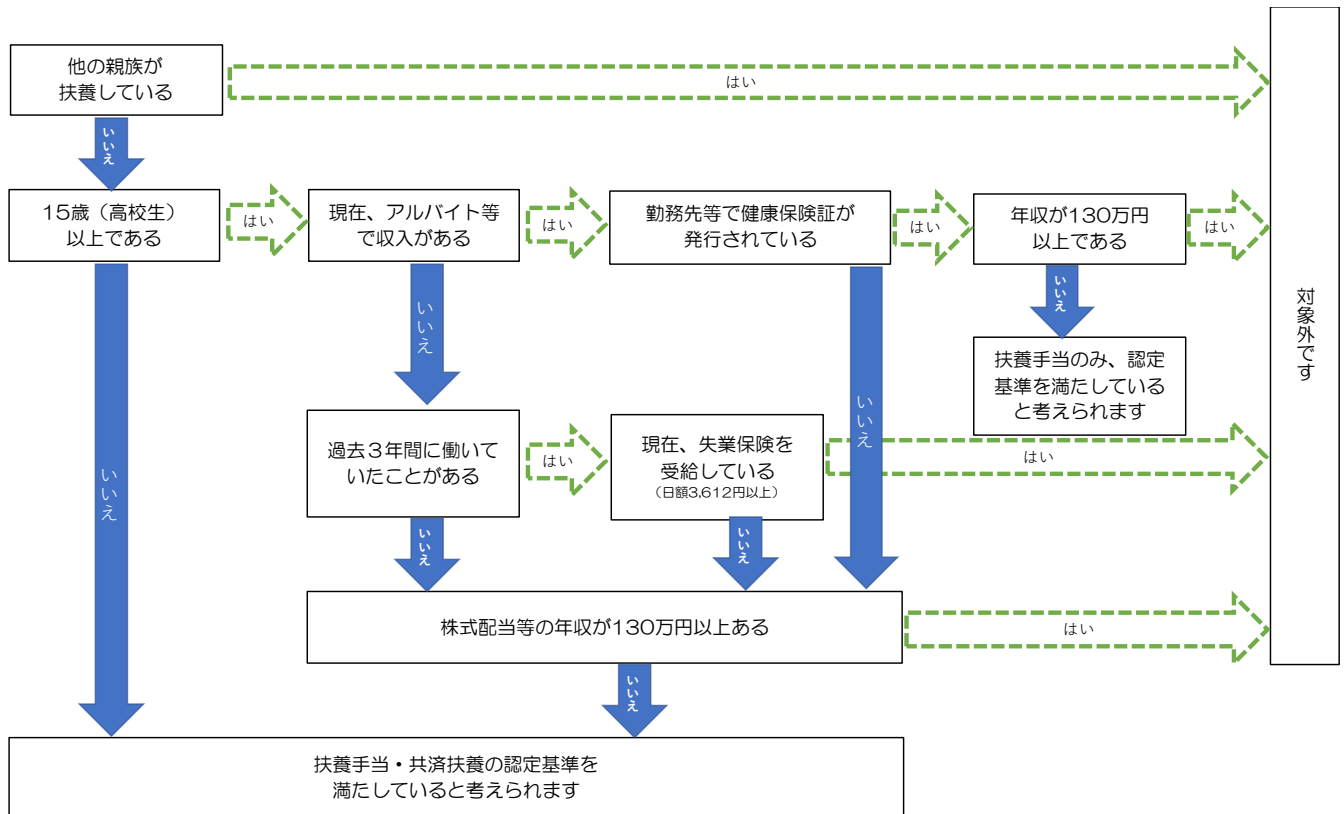 他の親族が
扶養している
はい
いいえ
15歳（高校生）
以上である
はい
現在、アルバイト等
で収入がある
はい
勤務先等で健康保険証が
発行されている
はい
年収が130万円
以上である
はい
対象外です
いいえ
いいえ
いいえ
いいえ
扶養手当のみ、認定
基準を満たしている
と考えられます
過去３年間に働いて
いたことがある
はい
現在、失業保険を
受給している
（日額3,612円以上）
はい
いいえ
いいえ
株式配当等の年収が130万円以上ある
はい
いいえ
扶養手当・共済扶養の認定基準を
満たしていると考えられます